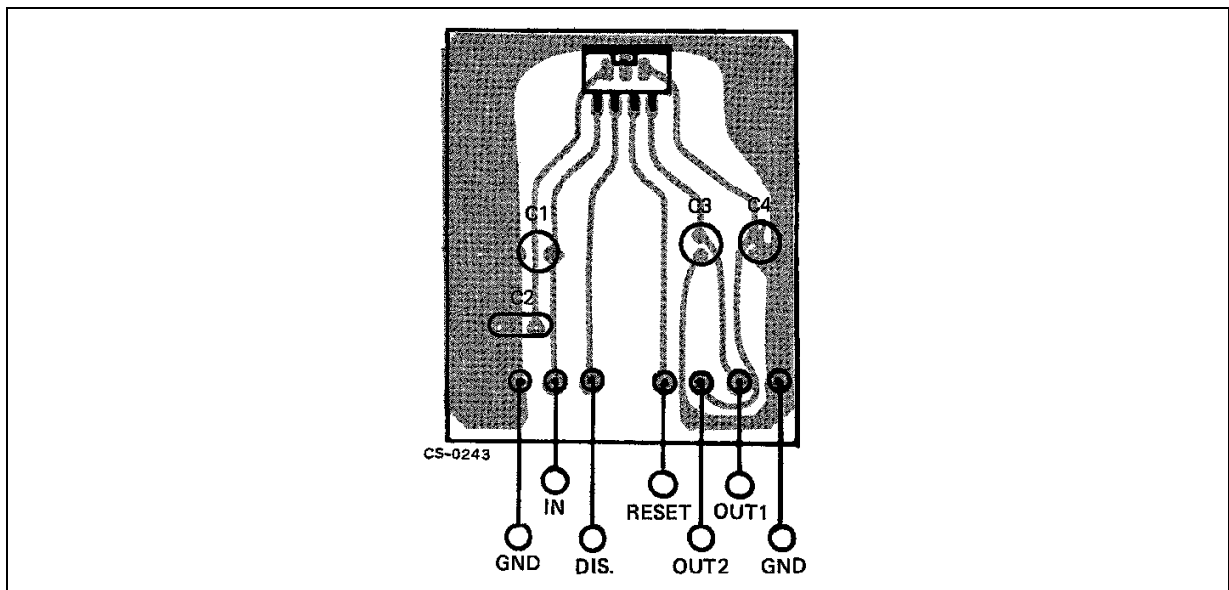 C1
C3
C4
C2
CS-0243
IN
RESET
OUT1
GND
DIS.
OUT2
GND